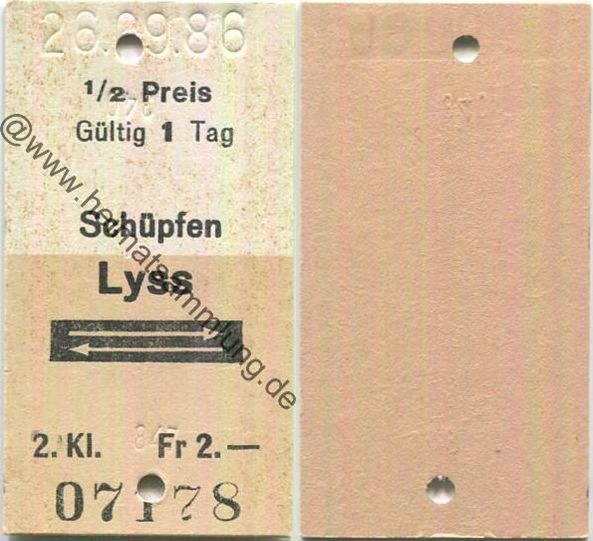 26.09.86
1/2 Preis
Gültig 1 Tag
Schüpfen
Lyss
2. Kl. Fr 2.—
07178
@www.heimatsammlung.de